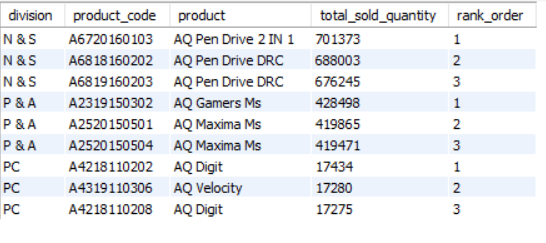 division product_code product total_sold_quantity rank_order
N & S A6720160103 AQ Pen Drive 2 IN 1 701373 1
N & S A6818160202 AQ Pen Drive DRC 688003 2
N & S A6819160203 AQ Pen Drive DRC 676245 3
P & A A2319150302 AQ Gamers Ms 428498 1
P & A A2520150501 AQ Maxima Ms 419865 2
P & A A2520150504 AQ Maxima Ms 419471 3
PC A4218110202 AQ Digit 17434 1
PC A4319110306 AQ Velocity 17280 2
PC A4218110208 AQ Digit 17275 3